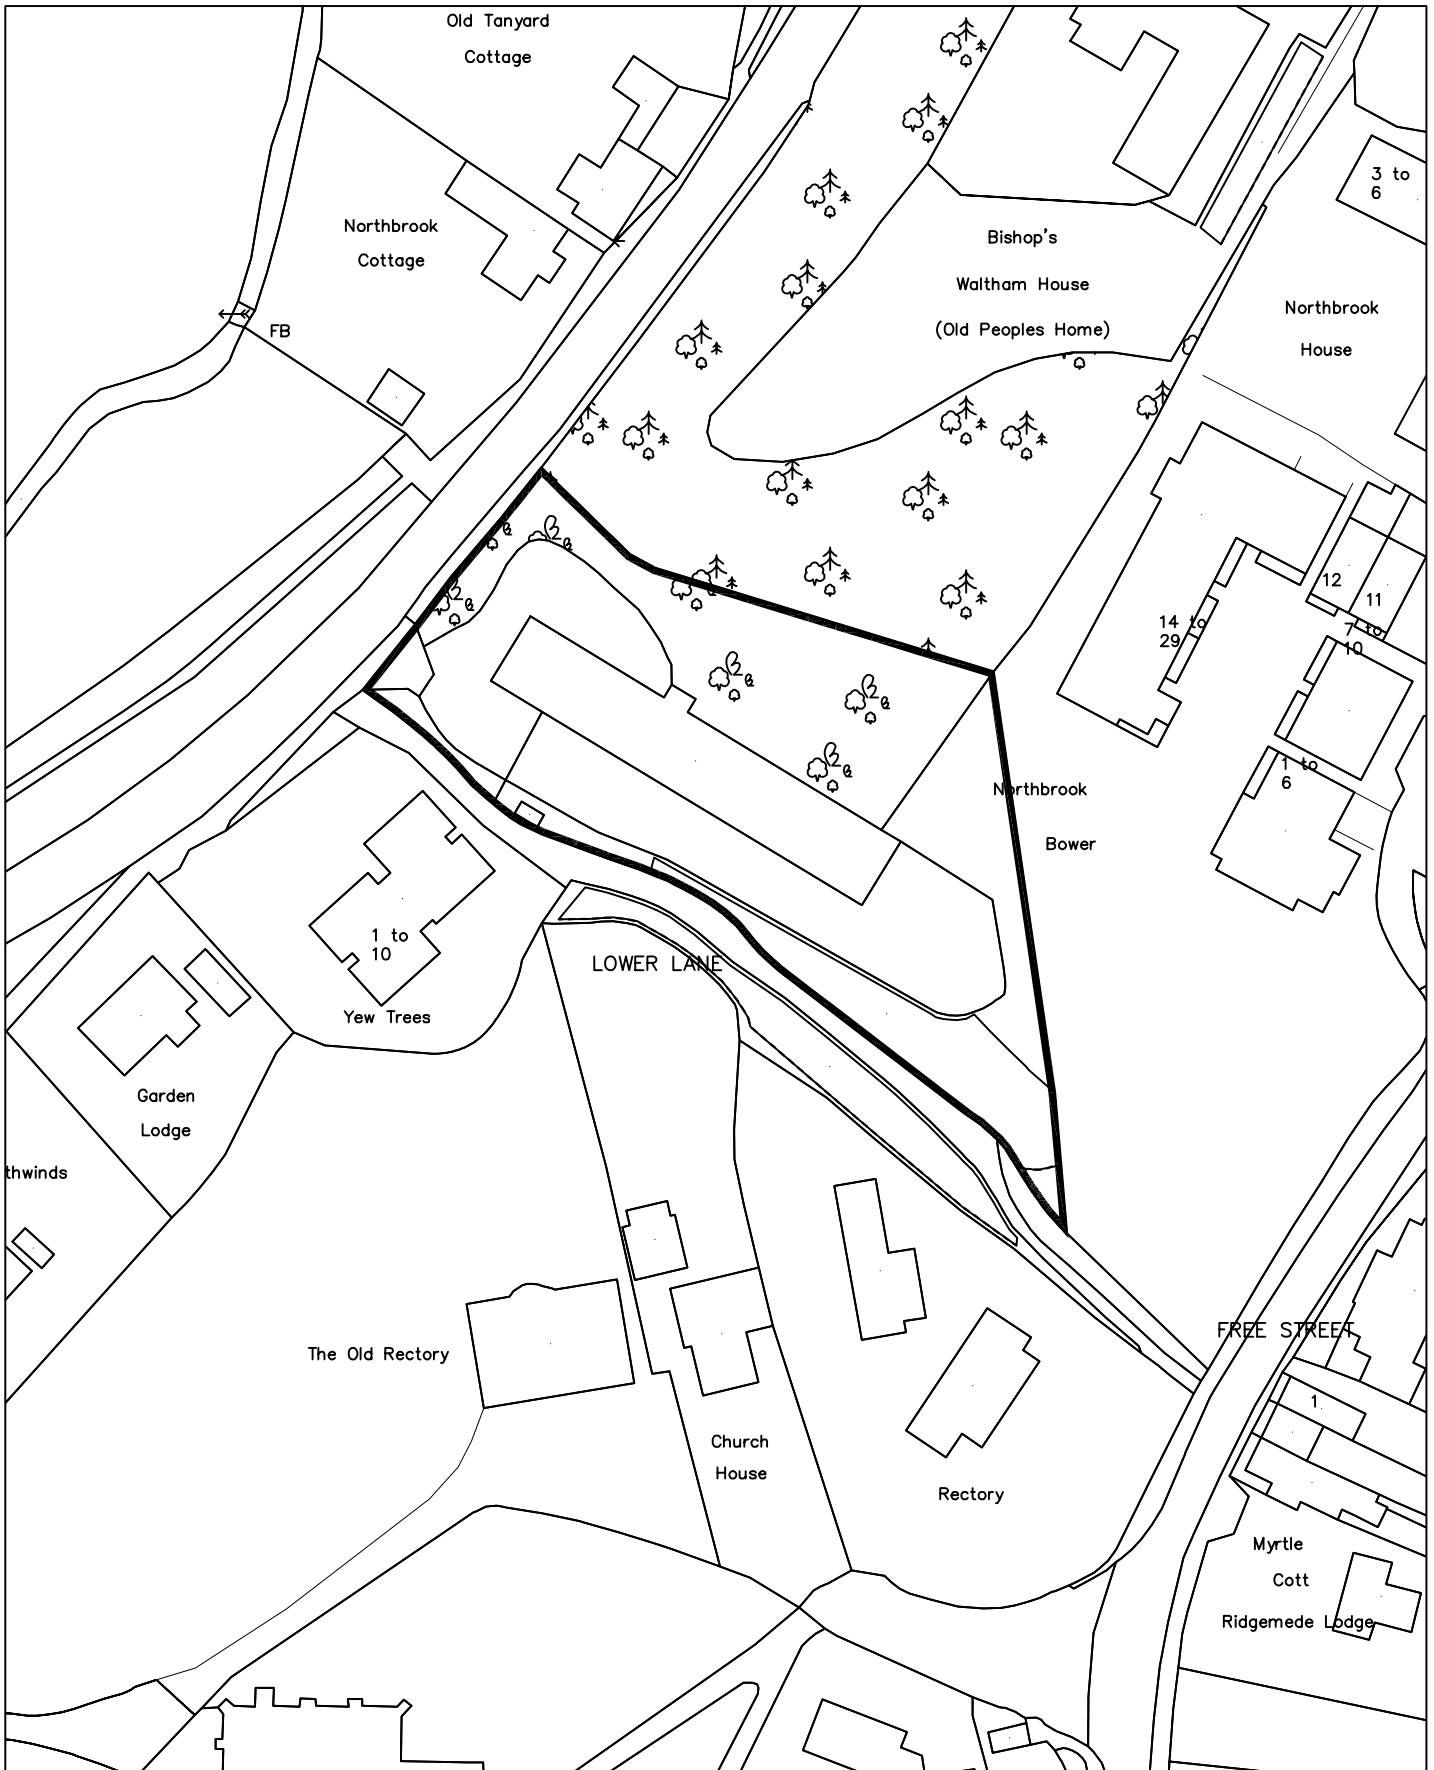 Old Tanyard
Cottage
3 to
6
Northbrook
Cottage
Bishop's
Waltham House
(Old Peoples Home)
Northbrook
House
FB
12
11
14 to
29
7 to
10
1 to
6
Northbrook
Bower
1 to
10
LOWER LANE
Yew Trees
Garden
Lodge
thwinds
FREE STREET
The Old Rectory
1
Church
House
Rectory
Myrtle
Cott
Ridgemede Lodge